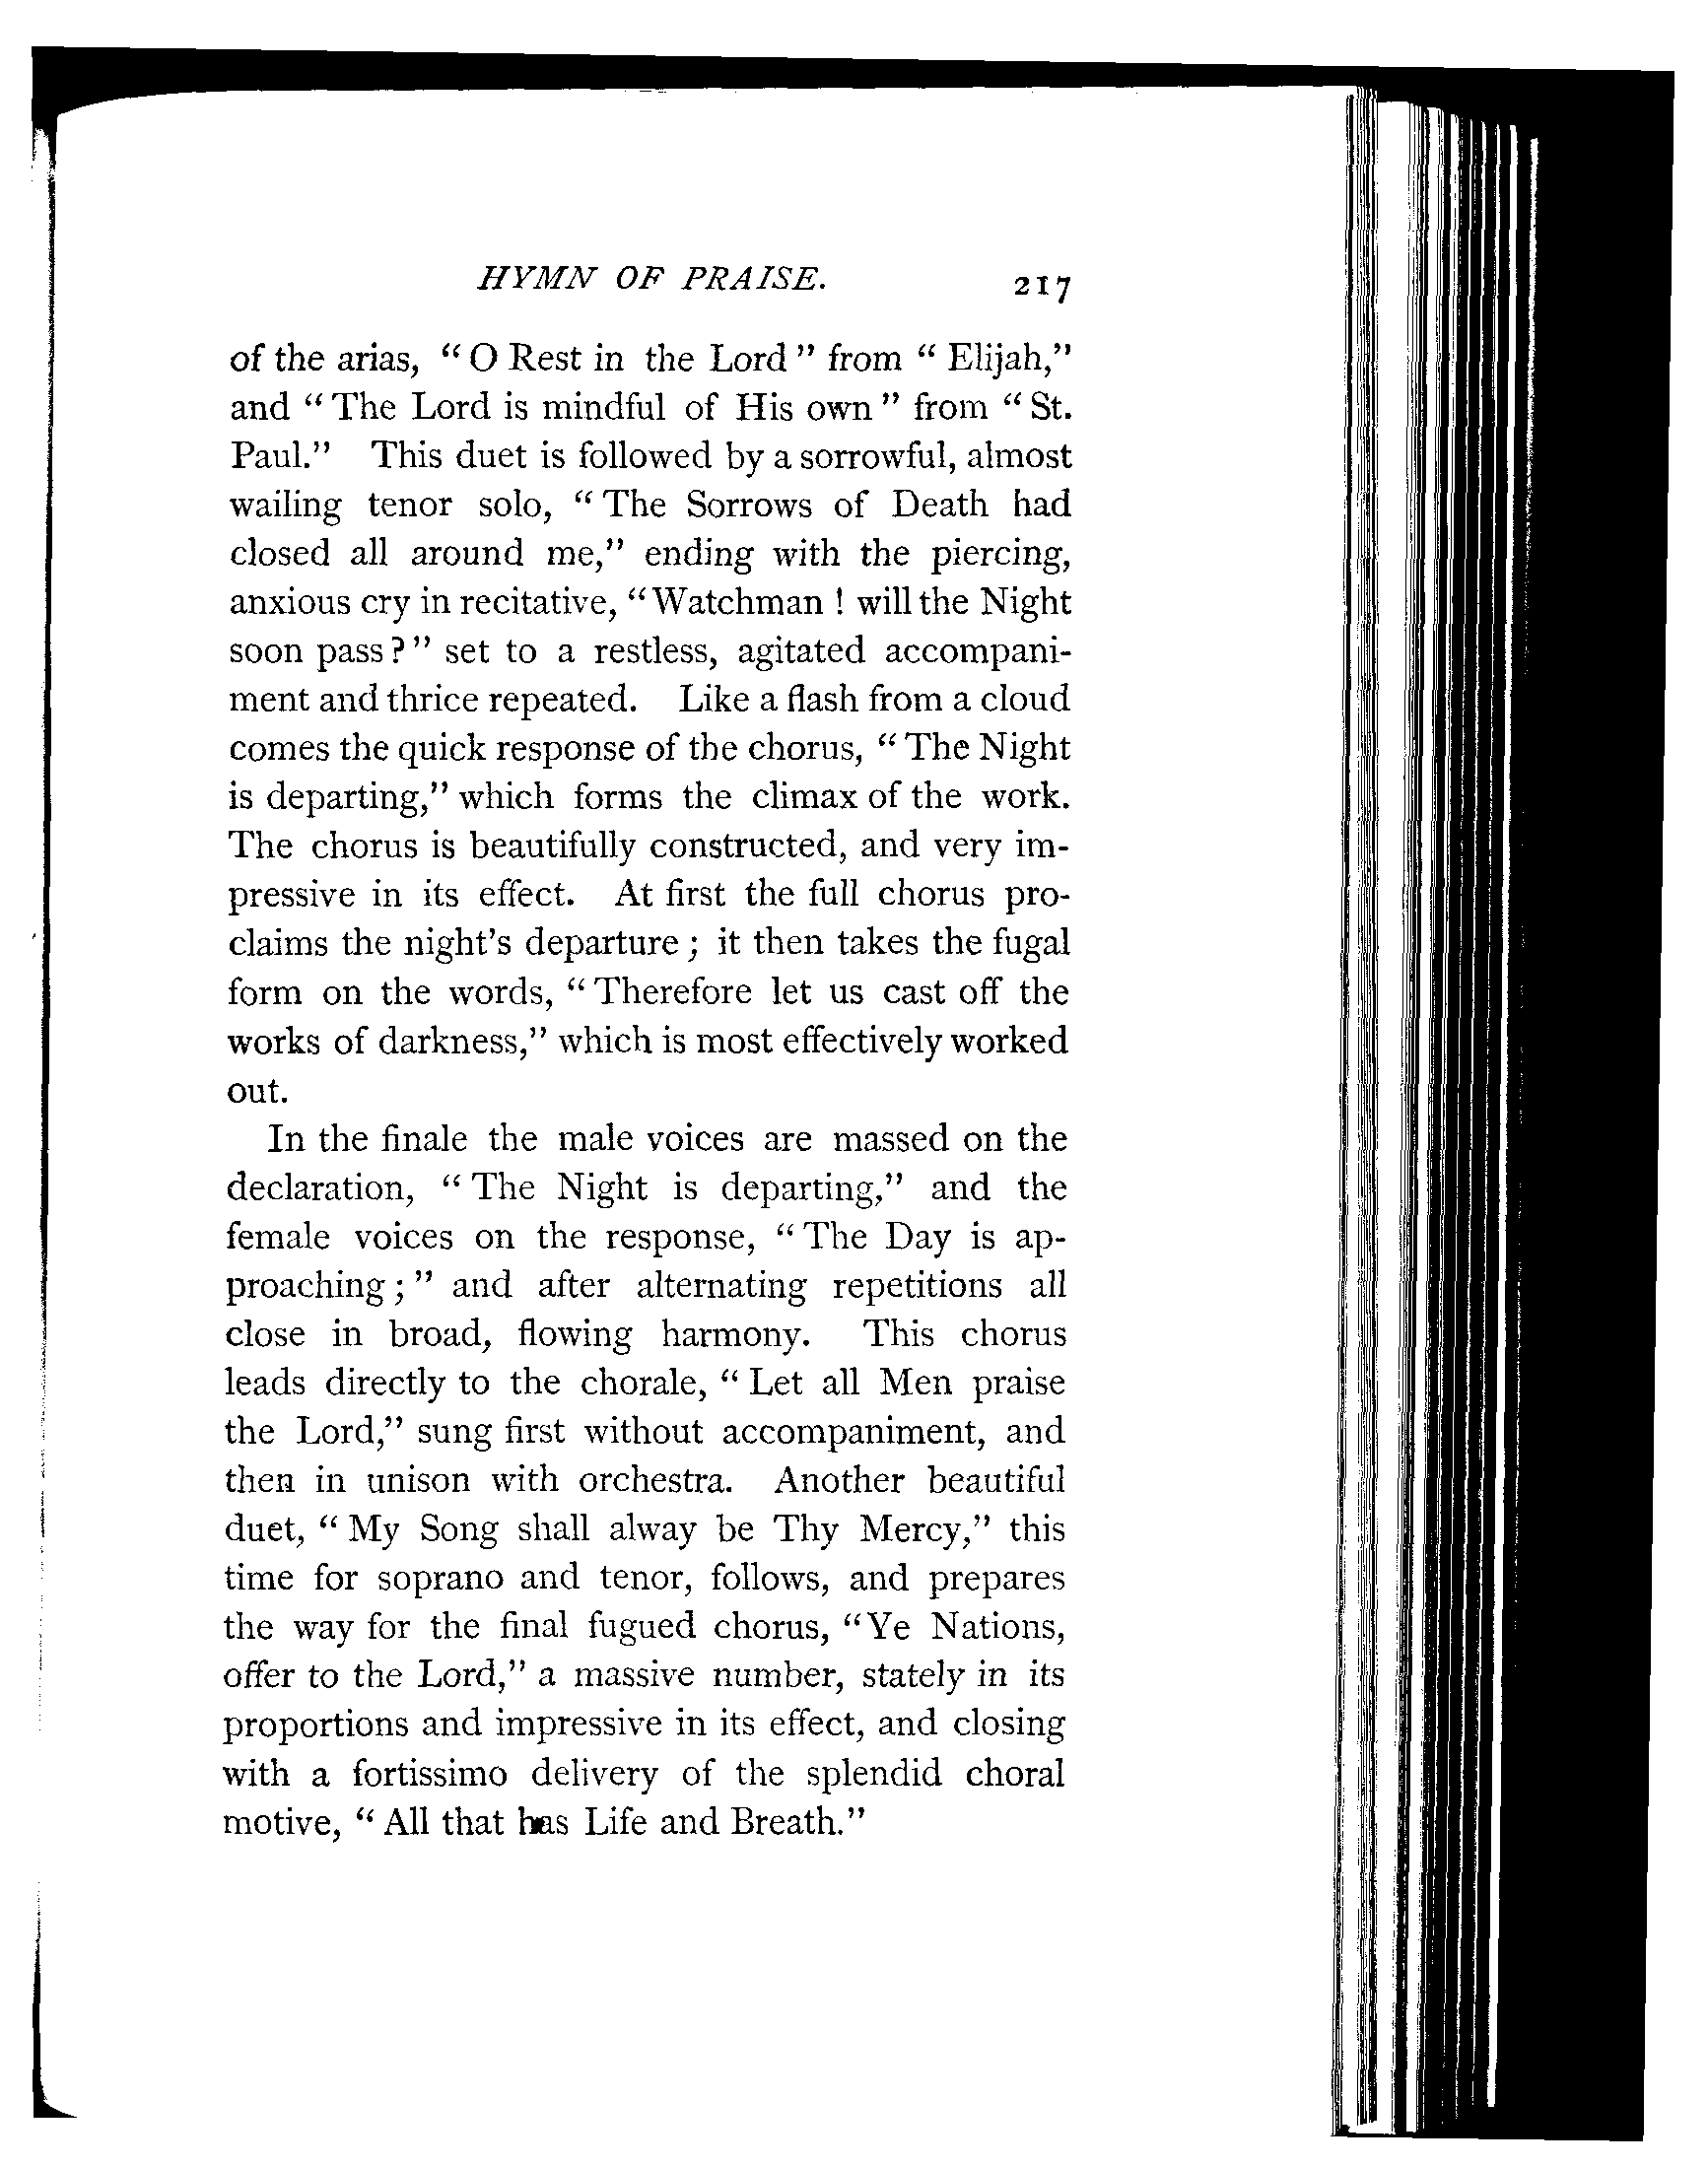 HYMN OF PRAISE. 217
of the arias, " O Rest in the Lord " from " Elijah,"
and " The Lord is mindful of His own " from " St.
Paul." This duet is followed by a sorrowful, almost
wailing tenor solo, " The Sorrows of Death had
closed all around me," ending with the piercing,
anxious cry in recitative, "Watchman ! will the Night
soon pass?" set to a restless, agitated accompani-
ment and thrice repeated. Like a flash from a cloud
comes the quick response of the chorus, " The Night
is departing," which forms the climax of the work.
The chorus is beautifully constructed, and very im-
pressive in its effect. At first the full chorus pro-
claims the night's departure ; it then takes the fugal
form on the words, " Therefore let us cast off the
works of darkness," which is most effectively worked
out.
In the finale the male voices are massed on the
declaration, " The Night is departing," and the
female voices on the response, " The Day is ap-
proaching ; " and after alternating repetitions all
close in broad, flowing harmony. This chorus
leads directly to the chorale, " Let all Men praise
the Lord," sung first without accompaniment, and
then in unison with orchestra. Another beautiful
duet, " My Song shall alway be Thy Mercy," this
time for soprano and tenor, follows, and prepares
the way for the final fugued chorus, "Ye Nations,
offer to the Lord," a massive number, stately in its
proportions and impressive in its effect, and closing
with a fortissimo delivery of the splendid choral
motive, " All that has Life and Breath."